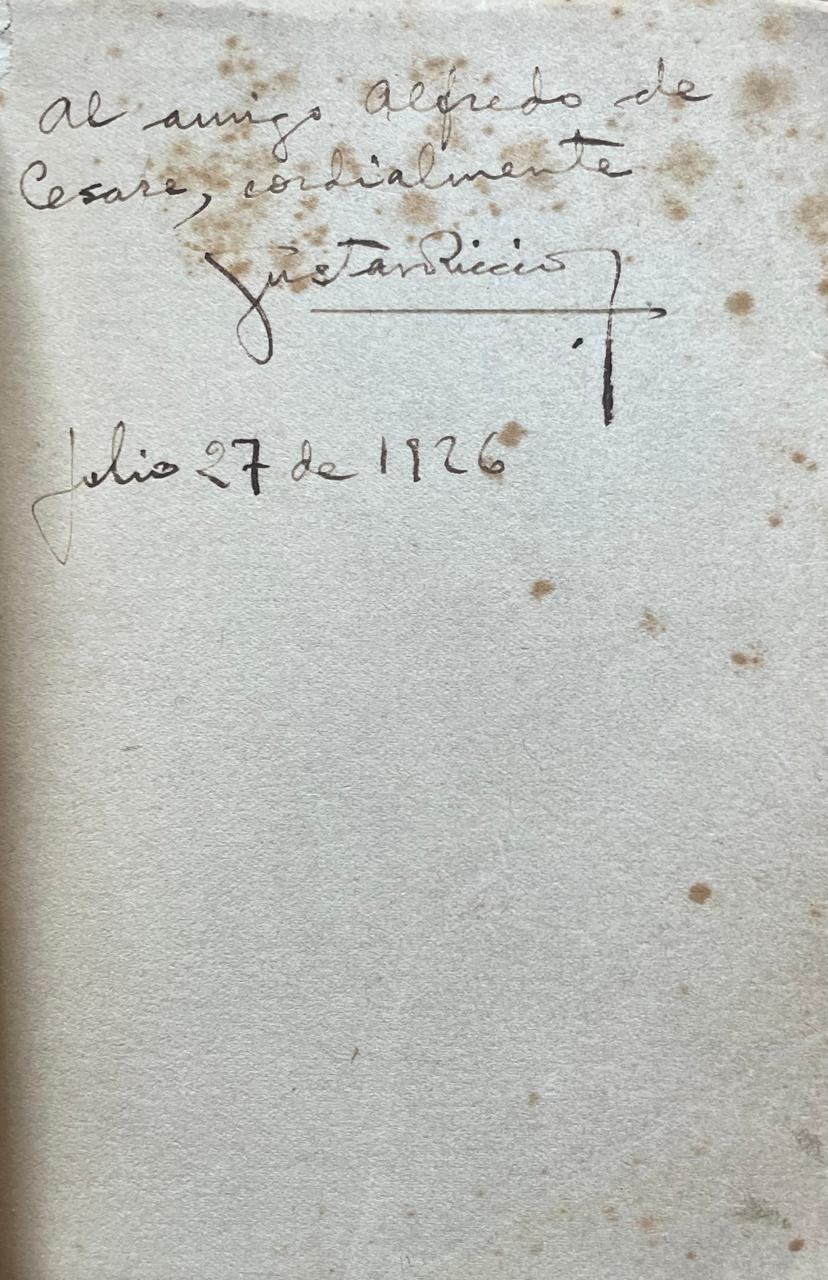 Al amigo Alfredo de
Cesare, cordialmente
Gustavo Riccio
Julio 27 de 1926